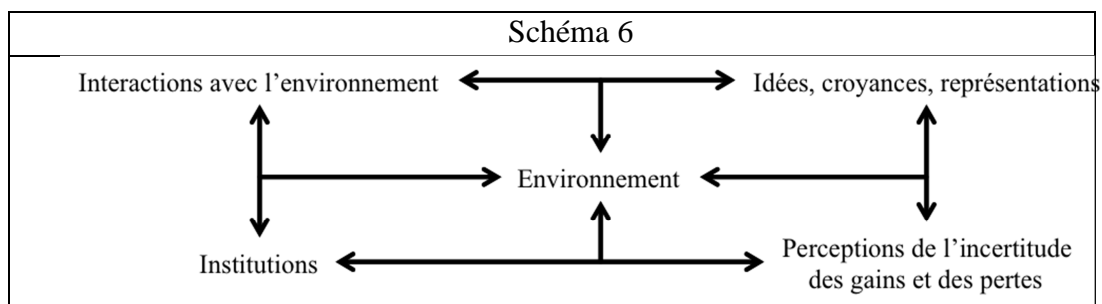 Schéma 6
Interactions avec l’environnement
Idées, croyances, représentations
Environnement
Institutions
Perceptions de l’incertitude
des gains et des pertes